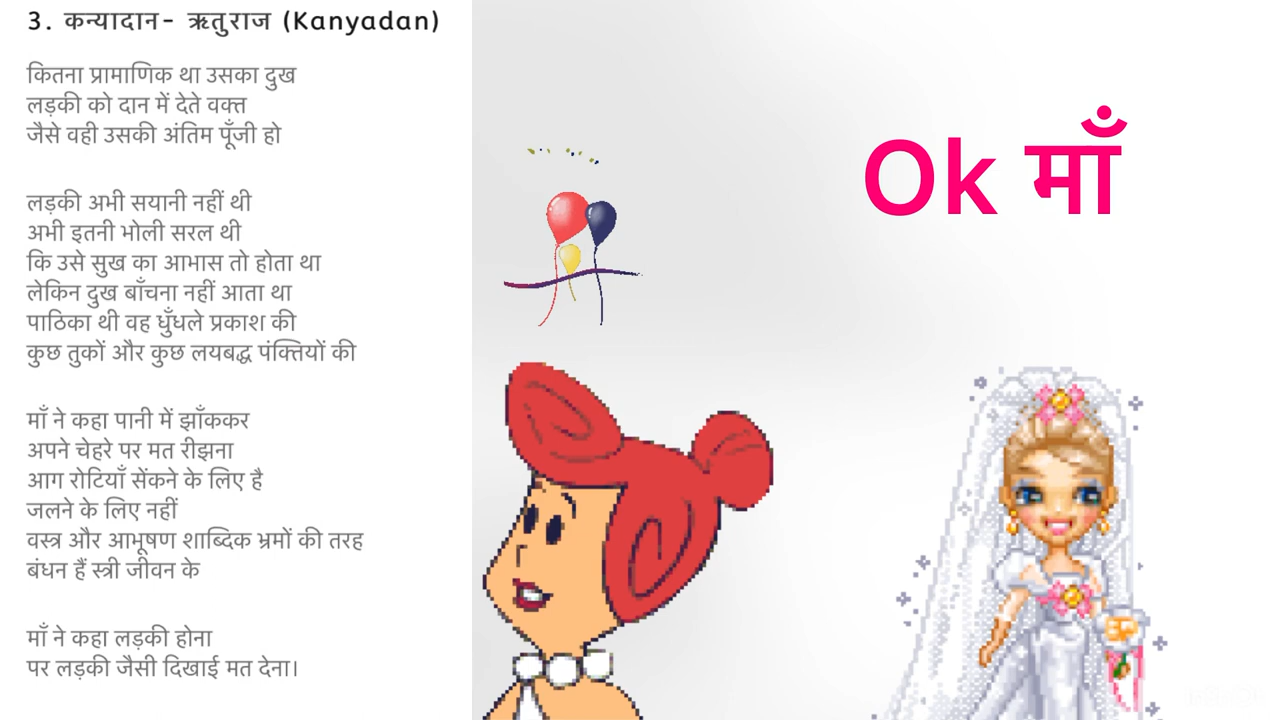 3. कन्यादान- ऋतुराज (Kanyadan)
कितना प्रामाणिक था उसका दुख
लड़की को दान में देते वक्त
जैसे वही उसकी अंतिम पूँजी हो
लड़की अभी सयानी नहीं थी
अभी इतनी भोली सरल थी
कि उसे सुख का आभास तो होता था
लेकिन दुख बाँचना नहीं आता था
पाठिका थी वह धुँधले प्रकाश की
कुछ तुकों और कुछ लयबद्ध पंक्तियों की
माँ ने कहा पानी में झाँककर
अपने चेहरे पर मत रीझना
आग रोटियाँ सेंकने के लिए है
जलने के लिए नहीं
वस्त्र और आभूषण शाब्दिक भ्रमों की तरह
बंधन हैं स्त्री जीवन के
माँ ने कहा लड़की होना
पर लड़की जैसी दिखाई मत देना।
Ok माँ